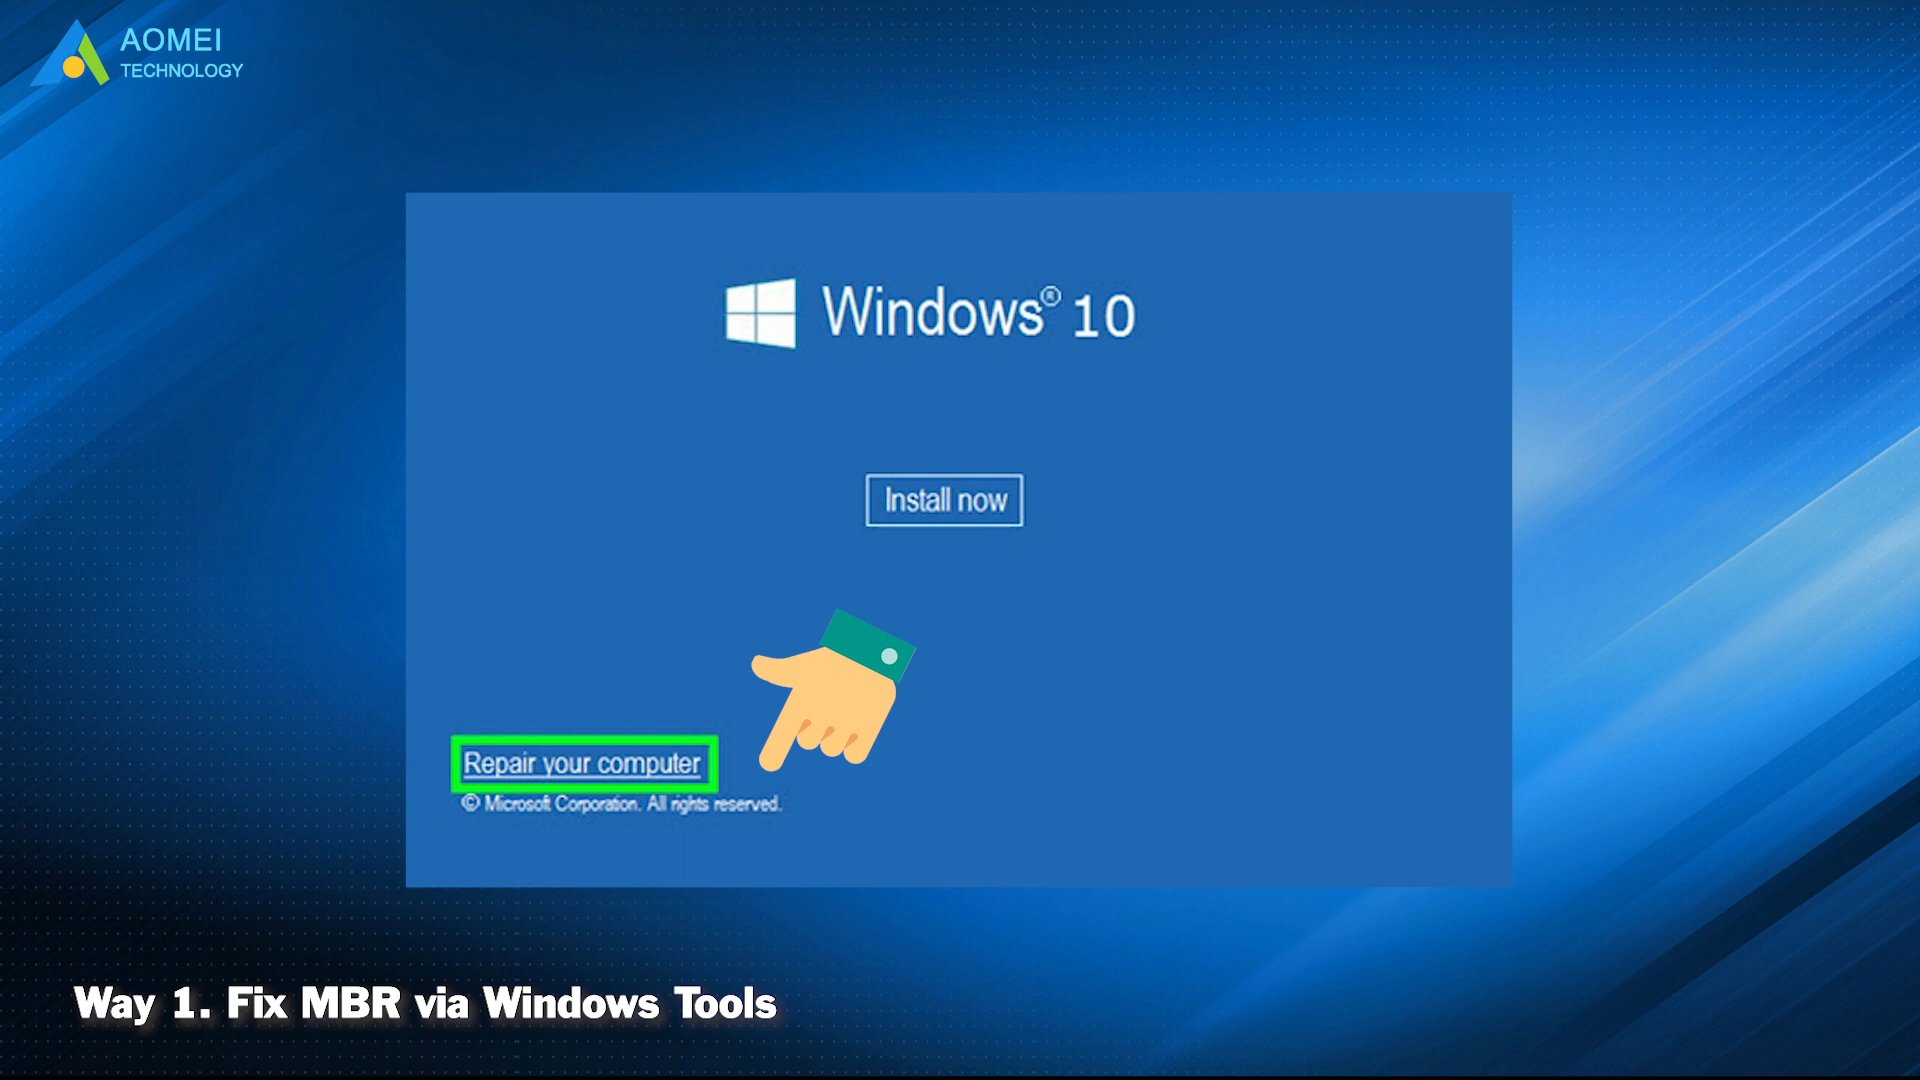 AOMEI
TECHNOLOGY
Windows® 10
Install now
Repair your computer
© Microsoft Corporation. All rights reserved.
Way 1. Fix MBR via Windows Tools